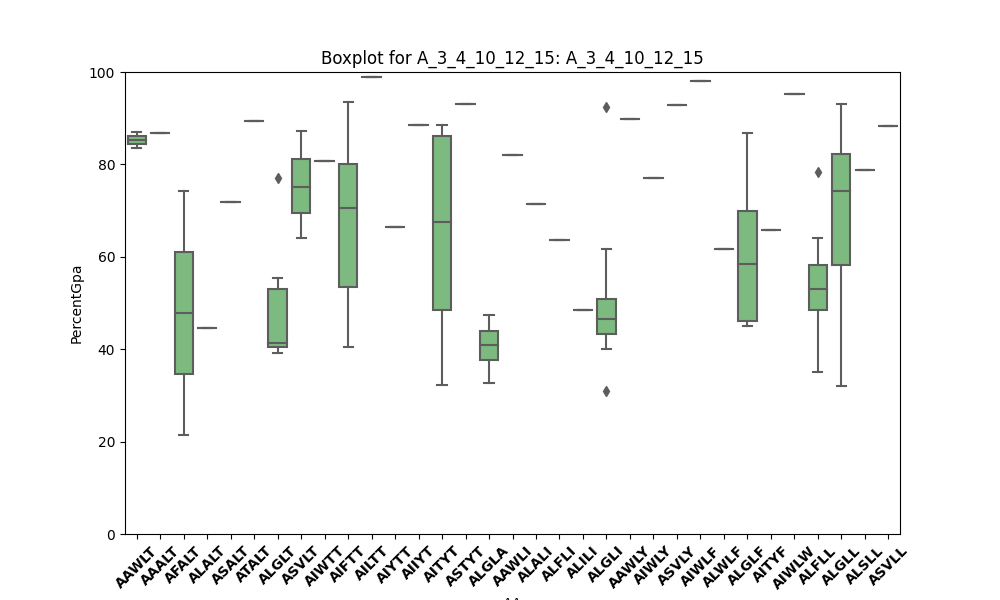 Boxplot for A_3_4_10_12_15: A_3_4_10_12_15
100
80
60
40
20
0
PercentGpa
AAWLT AAALT AFALT ALALT ASALT ATALT ALGLT ASVLT AIWTT AIFTT AILTT AIYTT AIIYT AITYT ASTYT ALGLA AAWLI ALALI ALFLI ALILI ALGLI AAWLY AIWLY ASVLY AIWLF ALWLF ALGLF AITYF AIWLW ALFLL ALGLL ALSLL ASVLL